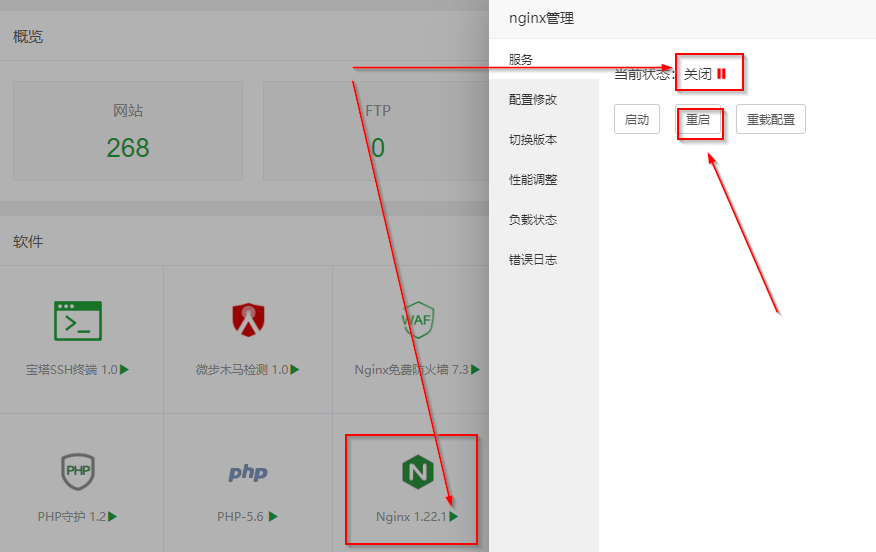 概览
网站
268
FTP
0
软件
宝塔SSH终端 1.0
微步木马检测 1.0
WAF
Nginx免费防火墙 7.3
PHP
PHP守护 1.2
php
PHP-5.6
N
Nginx 1.22.1
nginx管理
服务
配置修改
切换版本
性能调整
负载状态
错误日志
当前状态：关闭
启动
重启
重载配置